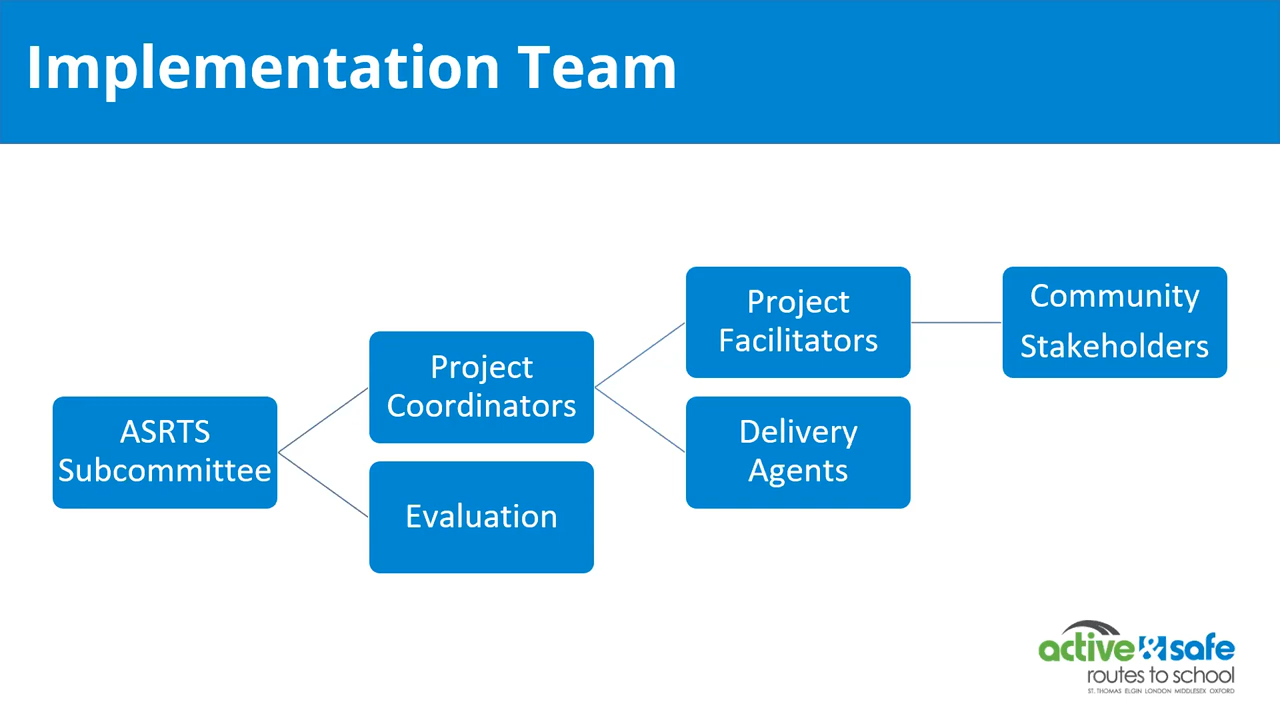 Implementation Team
ASRTS
Subcommittee
Project
Coordinators
Evaluation
Project
Facilitators
Delivery
Agents
Community
Stakeholders
active & safe
routes to school
ST. THOMAS ELGIN LONDON MIDDLESEX OXFORD